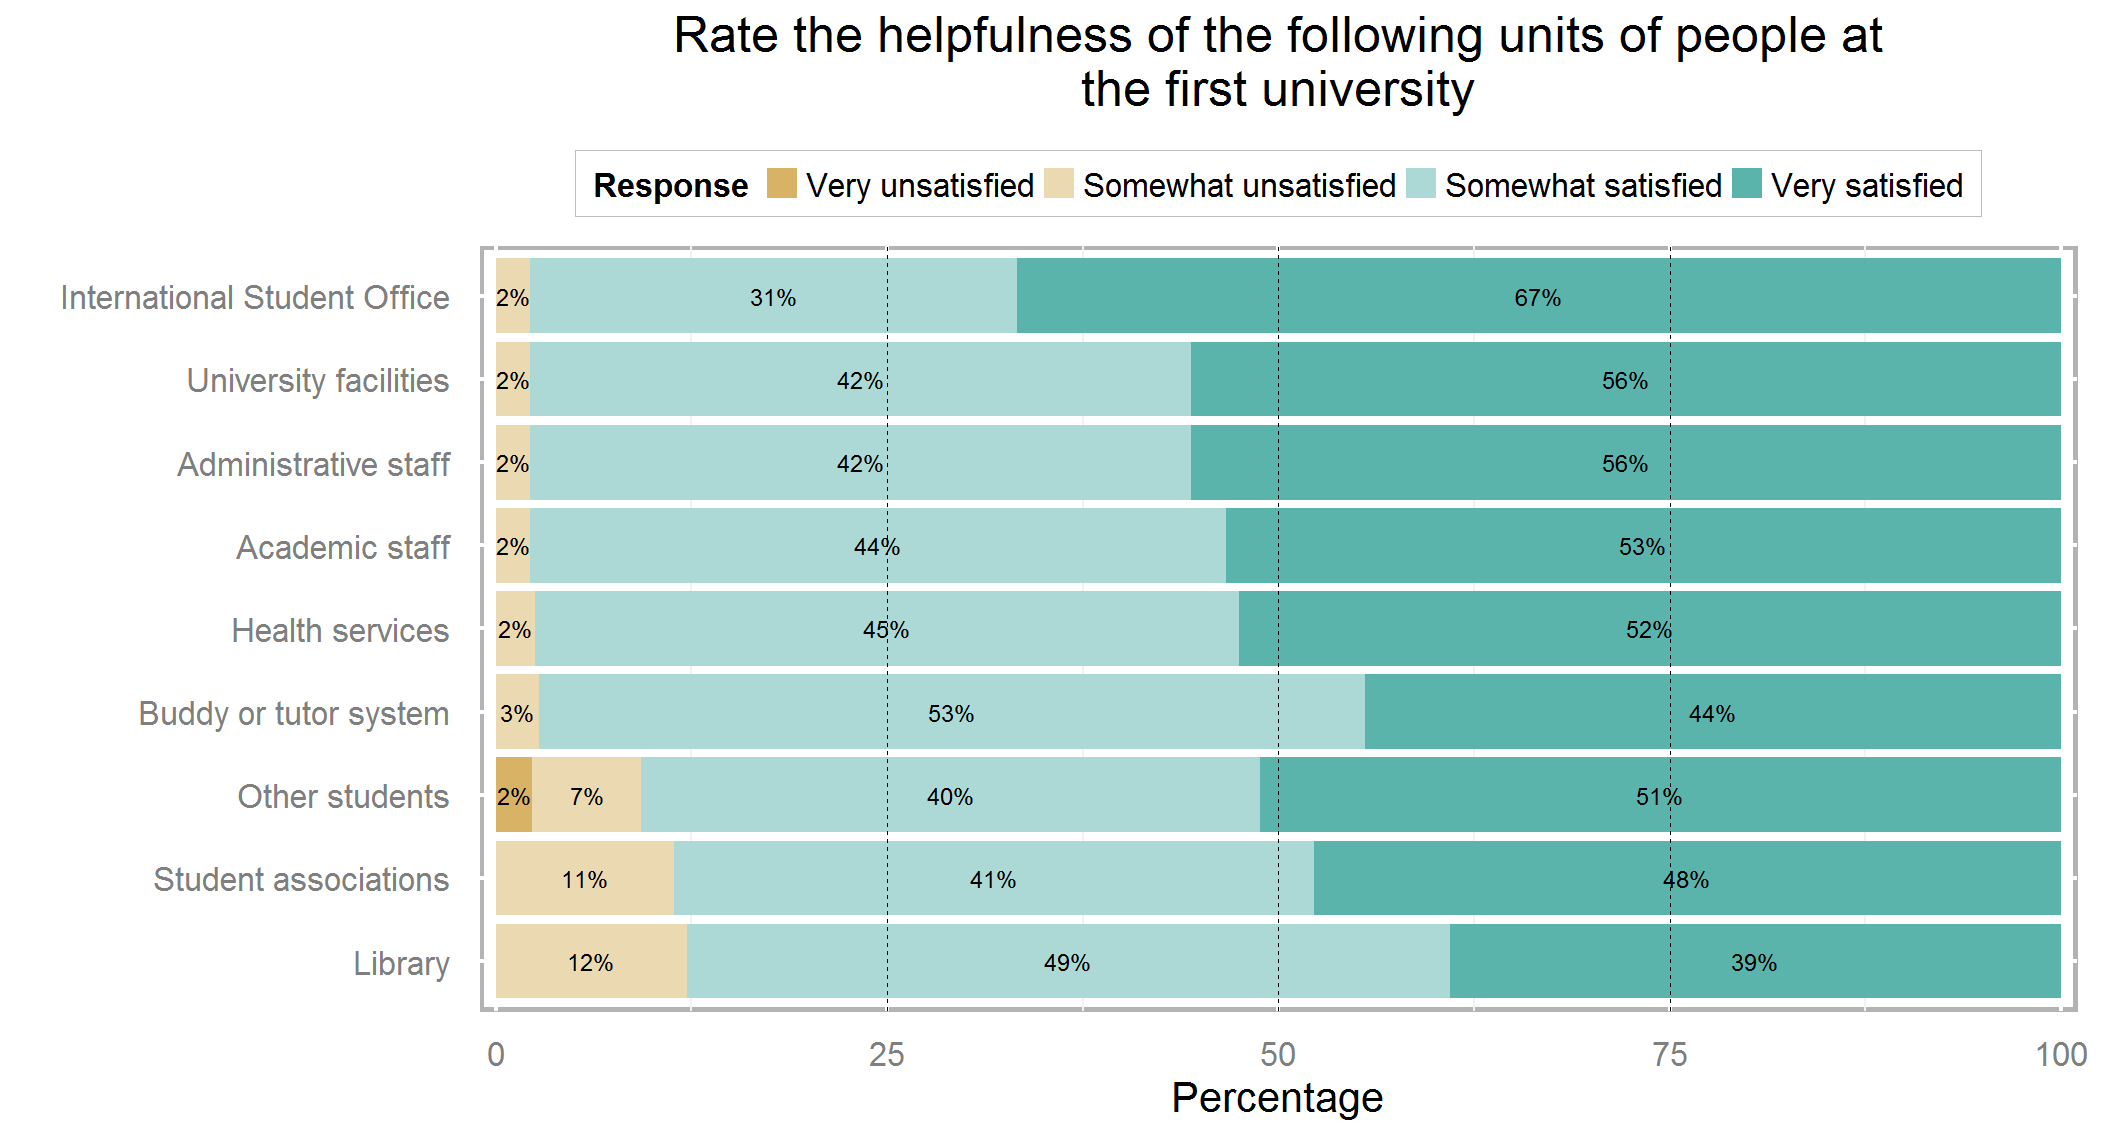 Rate the helpfulness of the following units of people at
the first university
Response Very unsatisfied Somewhat unsatisfied Somewhat satisfied Very satisfied
International Student Office 2% 31% 67%
University facilities 2% 42% 56%
Administrative staff 2% 42% 56%
Academic staff 2% 44% 53%
Health services 2% 45% 52%
Buddy or tutor system 3% 53% 44%
Other students 2% 7% 40% 51%
Student associations 11% 41% 48%
Library 12% 49% 39%
0 25 50 75 100
Percentage